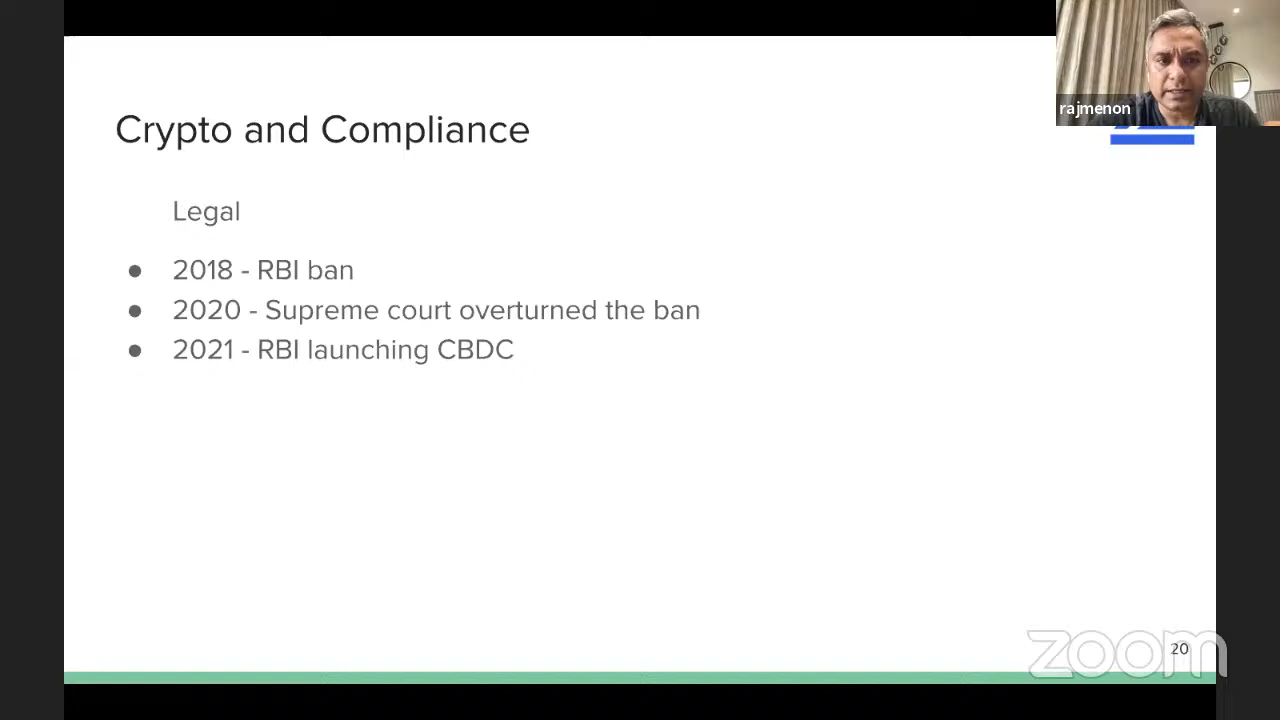 rajmenon
Crypto and Compliance
Legal
● 2018 - RBI ban
● 2020 - Supreme court overturned the ban
● 2021 - RBI launching CBDC
20
zoom